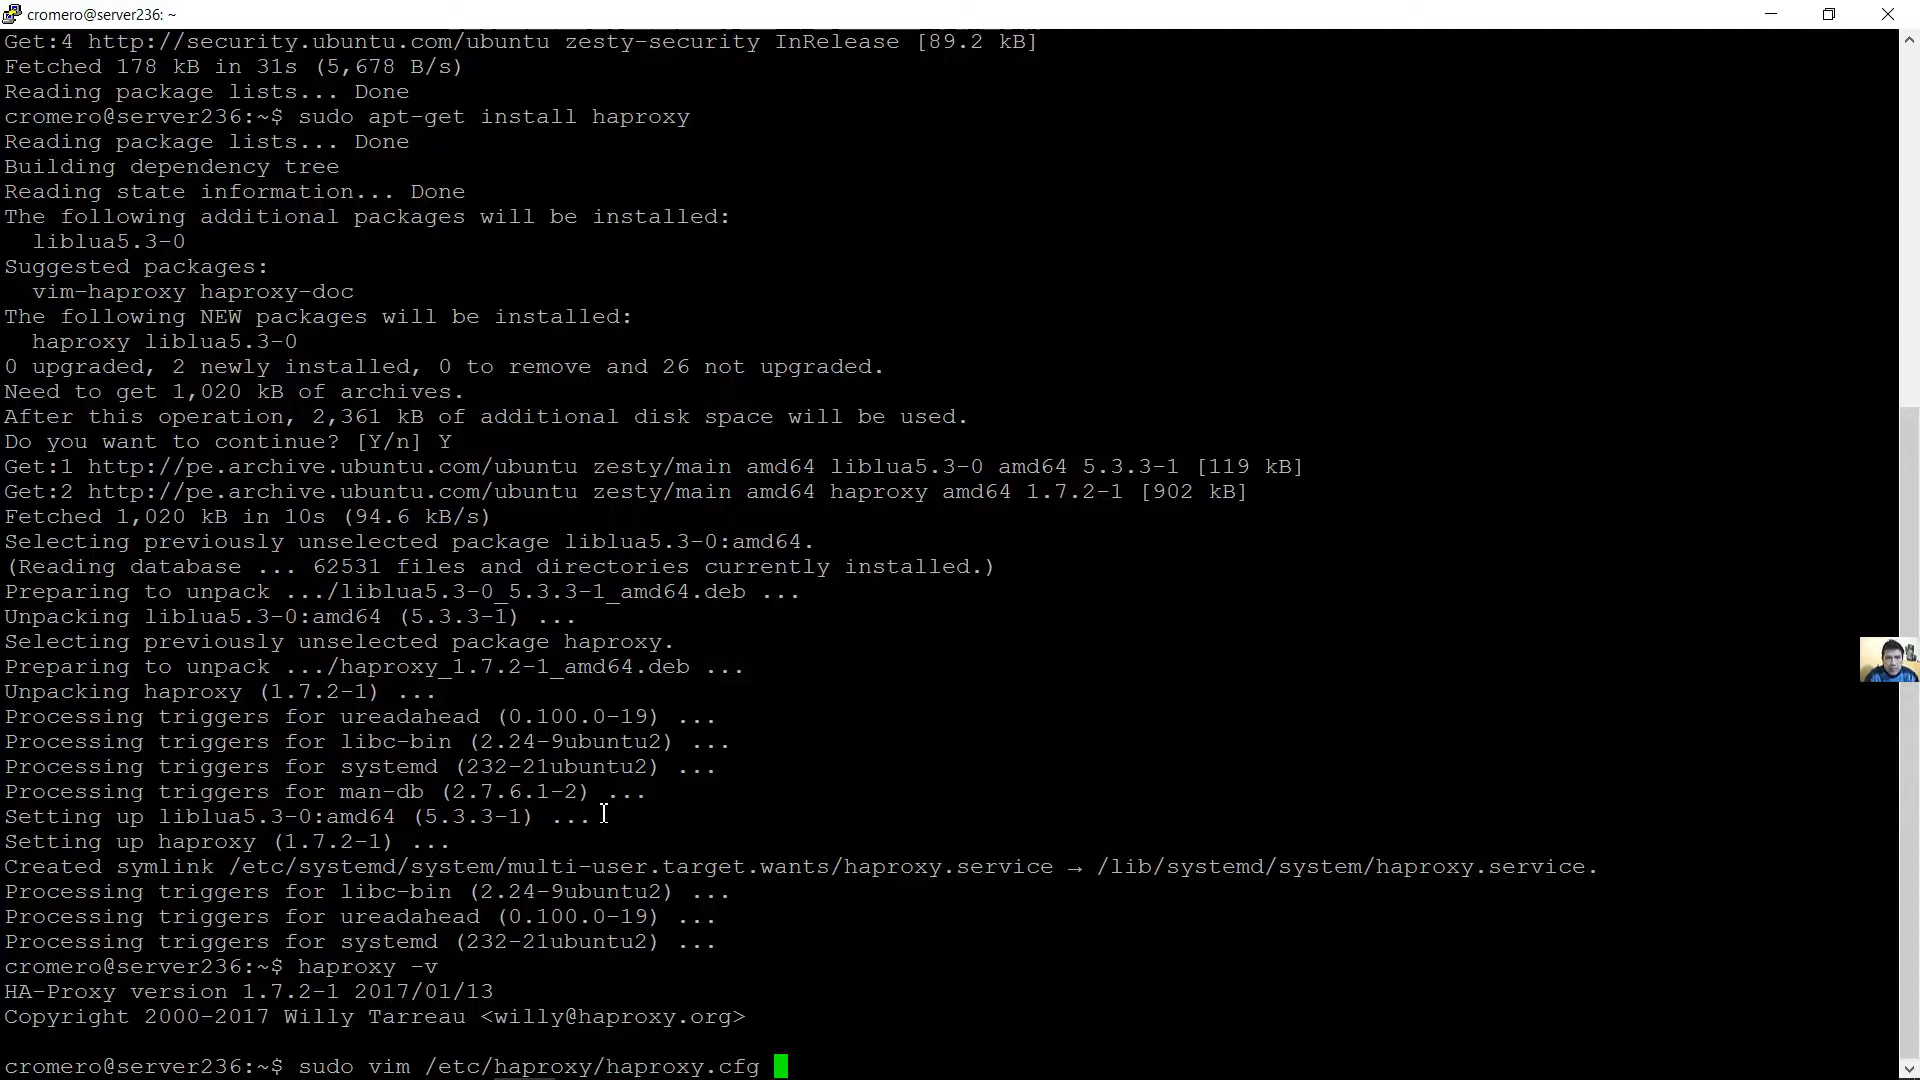 cromero@server236: ~
Get:4 http://security.ubuntu.com/ubuntu zesty-security InRelease [89.2 kB]
Fetched 178 kB in 31s (5,678 B/s)
Reading package lists... Done
cromero@server236:~$ sudo apt-get install haproxy
Reading package lists... Done
Building dependency tree
Reading state information... Done
The following additional packages will be installed:
  liblua5.3-0
Suggested packages:
  vim-haproxy haproxy-doc
The following NEW packages will be installed:
  haproxy liblua5.3-0
0 upgraded, 2 newly installed, 0 to remove and 26 not upgraded.
Need to get 1,020 kB of archives.
After this operation, 2,361 kB of additional disk space will be used.
Do you want to continue? [Y/n] Y
Get:1 http://pe.archive.ubuntu.com/ubuntu zesty/main amd64 liblua5.3-0 amd64 5.3.3-1 [119 kB]
Get:2 http://pe.archive.ubuntu.com/ubuntu zesty/main amd64 haproxy amd64 1.7.2-1 [902 kB]
Fetched 1,020 kB in 10s (94.6 kB/s)
Selecting previously unselected package liblua5.3-0:amd64.
(Reading database ... 62531 files and directories currently installed.)
Preparing to unpack .../liblua5.3-0_5.3.3-1_amd64.deb ...
Unpacking liblua5.3-0:amd64 (5.3.3-1) ...
Selecting previously unselected package haproxy.
Preparing to unpack .../haproxy_1.7.2-1_amd64.deb ...
Unpacking haproxy (1.7.2-1) ...
Processing triggers for ureadahead (0.100.0-19) ...
Processing triggers for libc-bin (2.24-9ubuntu2) ...
Processing triggers for systemd (232-21ubuntu2) ...
Processing triggers for man-db (2.7.6.1-2) ...
Setting up liblua5.3-0:amd64 (5.3.3-1) ...
Setting up haproxy (1.7.2-1) ...
Created symlink /etc/systemd/system/multi-user.target.wants/haproxy.service → /lib/systemd/system/haproxy.service.
Processing triggers for libc-bin (2.24-9ubuntu2) ...
Processing triggers for ureadahead (0.100.0-19) ...
Processing triggers for systemd (232-21ubuntu2) ...
cromero@server236:~$ haproxy -v
HA-Proxy version 1.7.2-1 2017/01/13
Copyright 2000-2017 Willy Tarreau <willy@haproxy.org>
cromero@server236:~$ sudo vim /etc/haproxy/haproxy.cfg